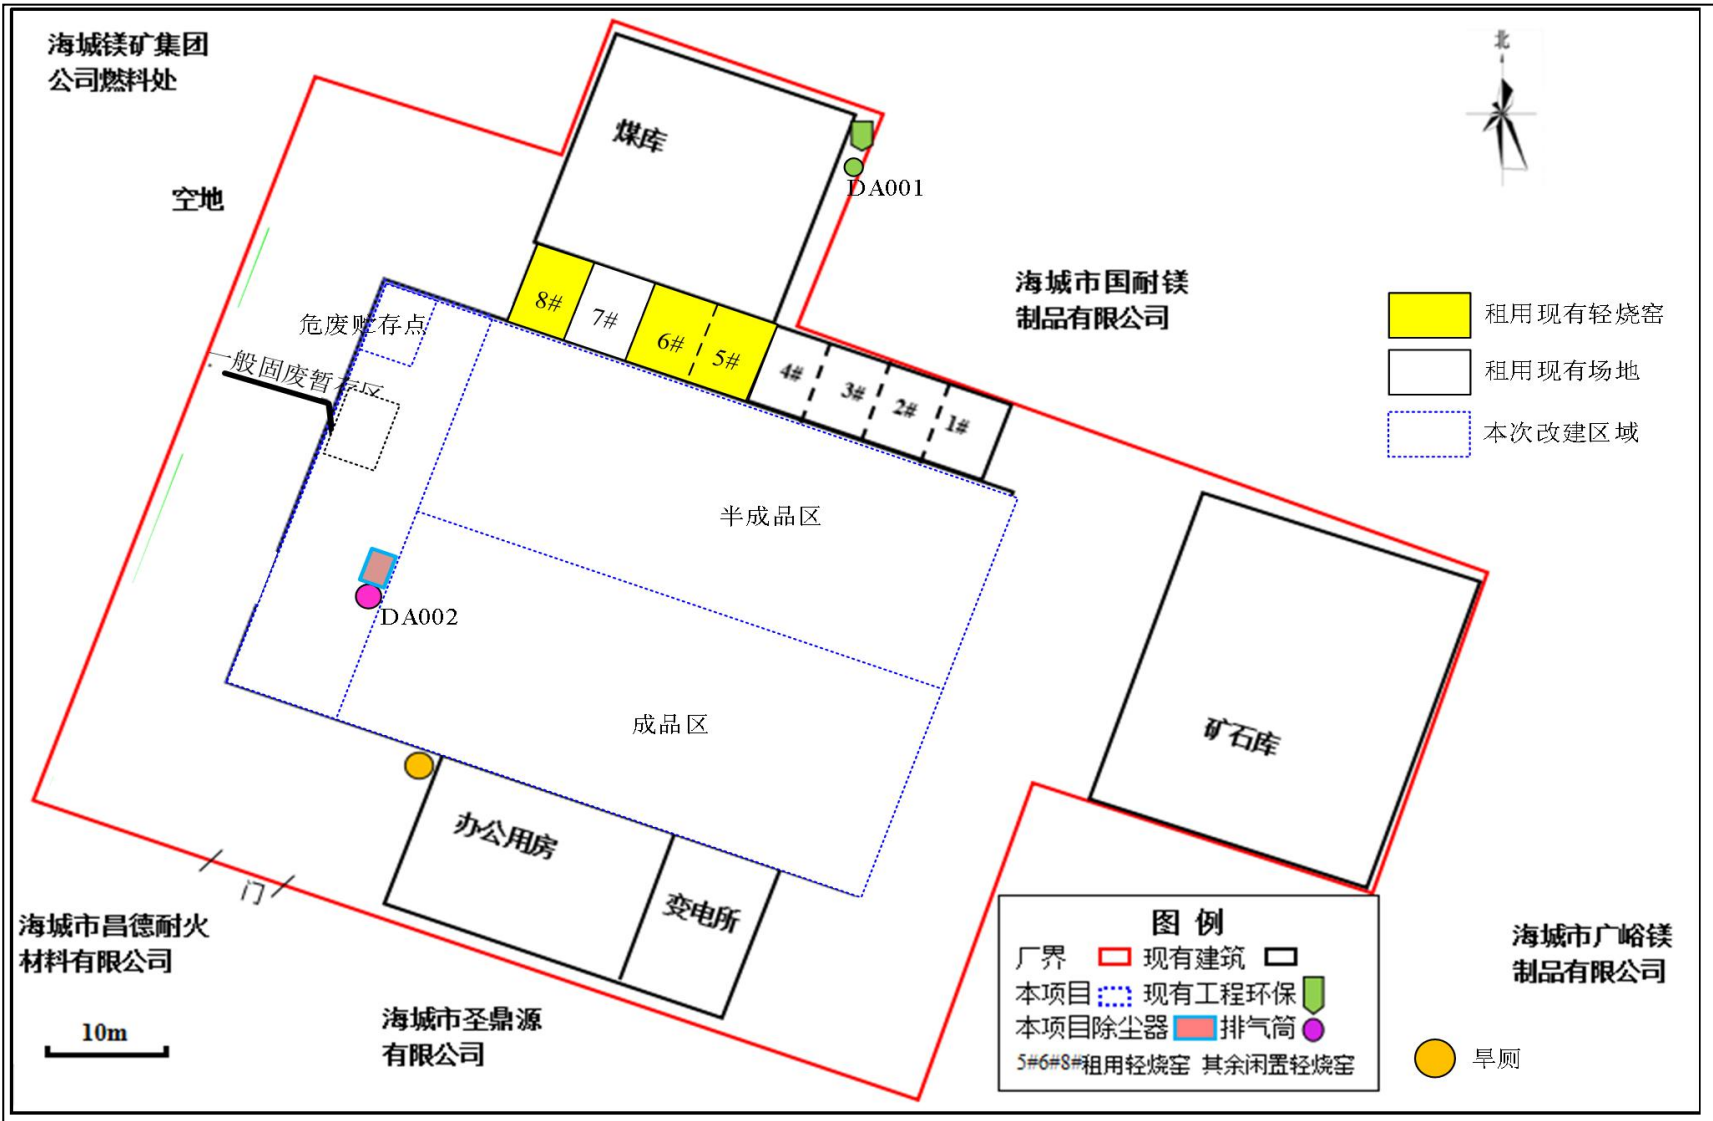 海城镁矿集团
公司燃料处
北
煤库
DA001
空地
海城市国耐镁
制品有限公司
租用现有轻烧窑
租用现有场地
本次改建区域
危废贮存点
一般固废暂存区
8#
7#
6#
5#
4#
3#
2#
1#
半成品区
DA002
成品区
矿石库
办公用房
变电所
门
海城市昌德耐火
材料有限公司
海城市圣鼎源
有限公司
海城市广峪镁
制品有限公司
10m
图 例
厂界 现有建筑
本项目 现有工程环保
本项目除尘器 排气筒
5#6#8#租用轻烧窑 其余闲置轻烧窑
旱厕